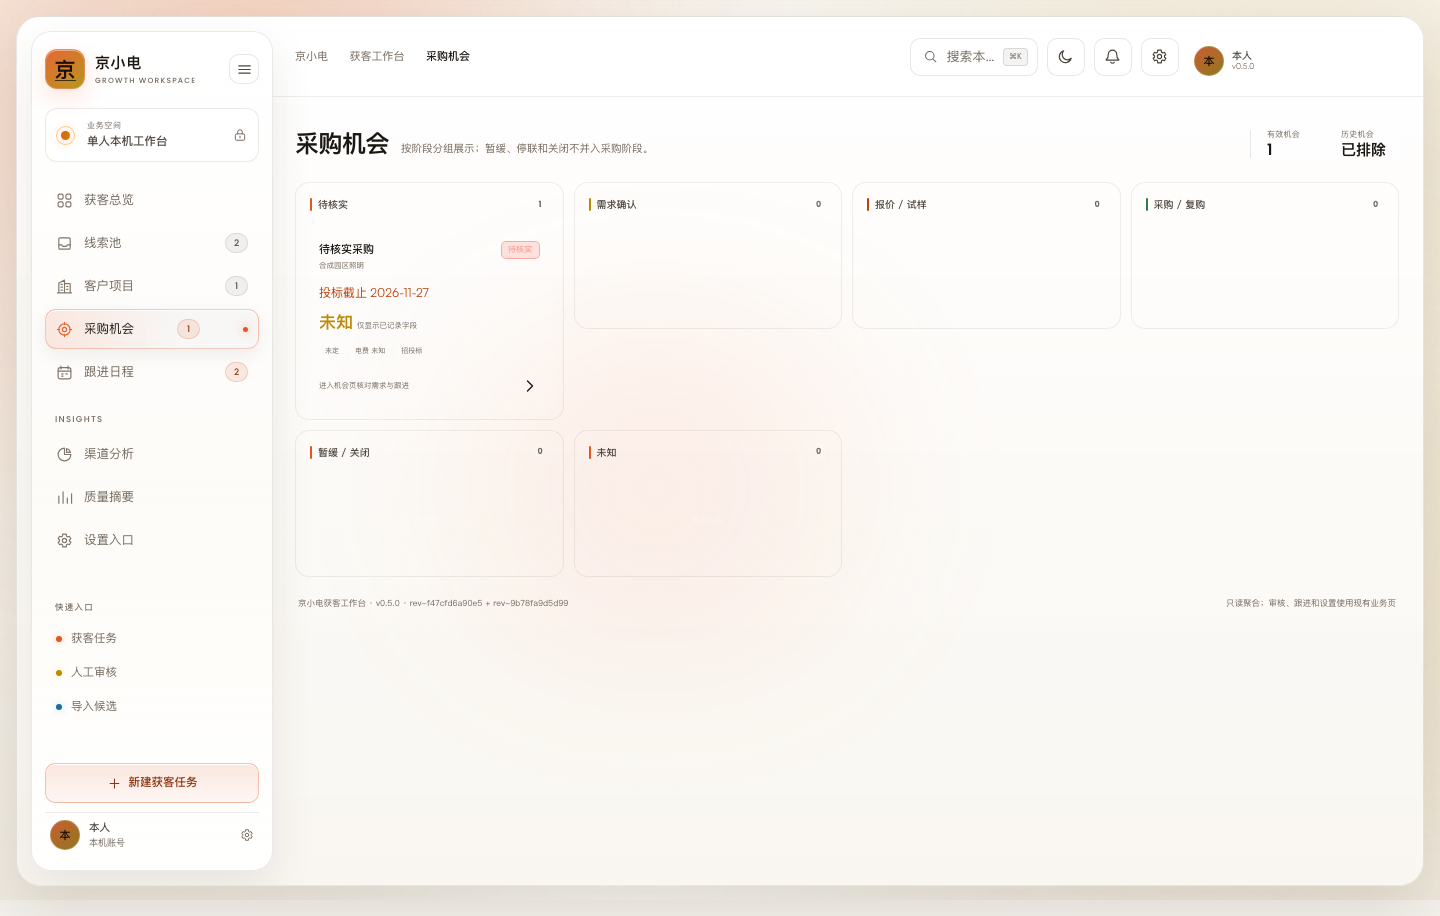 京 京小电
GROWTH WORKSPACE
业务空间
单人本机工作台
获客总览
线索池 2
客户项目 1
采购机会 1
跟进日程 2
INSIGHTS
渠道分析
质量摘要
设置入口
快速入口
获客任务
人工审核
导入候选
新建获客任务
本 本人
本机账号
京小电 获客工作台 采购机会
搜索本... ⌘K
本 本人
v0.5.0
采购机会 按阶段分组展示；暂缓、停联和关闭不并入采购阶段。
有效机会
1
历史机会
已排除
待核实 1
待核实采购 待核实
合成园区照明
投标截止 2026-11-27
未知 仅显示已记录字段
未定 电费 未知 招投标
进入机会页核对需求与跟进
需求确认 0
报价 / 试样 0
采购 / 复购 0
暂缓 / 关闭 0
未知 0
京小电获客工作台 · v0.5.0 · rev-f47cfd6a90e5 + rev-9b78fa9d5d99
只读聚合；审核、跟进和设置使用现有业务页